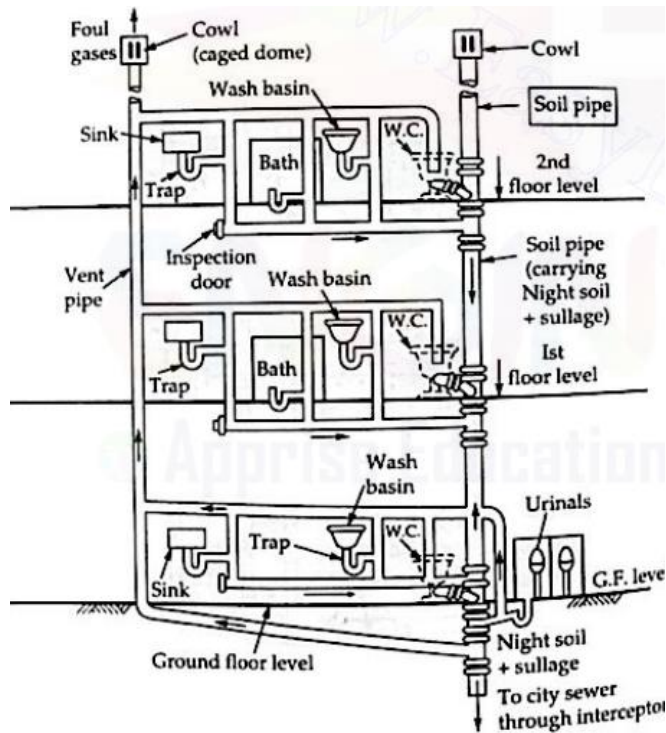 Foul
gases
Cowl
(caged dome)
Cowl
Wash basin
Soil pipe
Sink
W.C.
Bath
Trap
2nd
floor level
Inspection
door
Vent
pipe
Wash basin
Soil pipe
(carrying
Night soil
+ sullage)
W.C.
Trap
Bath
Ist
floor level
Apprise Education
Wash
basin
Urinals
Trap
W.C.
Sink
G.F. leve
Ground floor level
Night soil
+ sullage
To city sewer
through interceptor